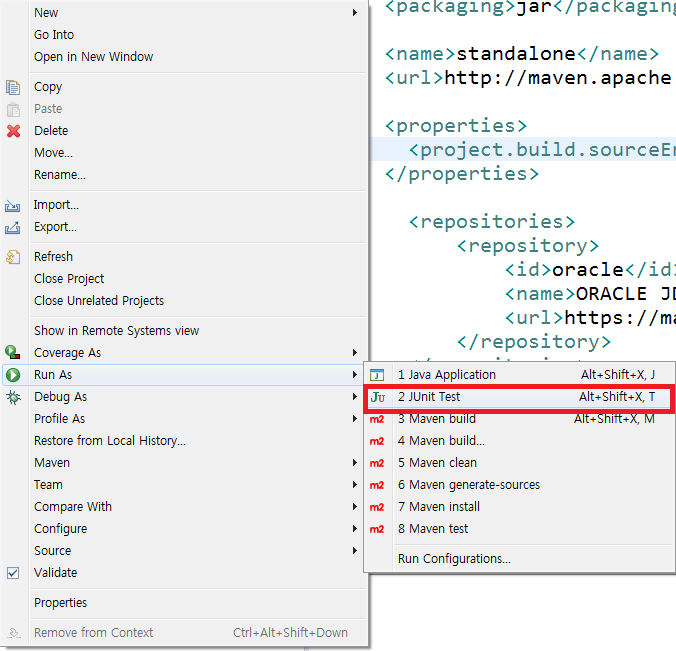 New
Go Into
Open in New Window
Copy
Paste
Delete
Move...
Rename...
Import...
Export...
Refresh
Close Project
Close Unrelated Projects
Show in Remote Systems view
Coverage As
Run As
Debug As
Profile As
Restore from Local History...
Maven
Team
Compare With
Configure
Source
Validate
Properties
Remove from Context Ctrl+Alt+Shift+Down
1 Java Application Alt+Shift+X, J
2 JUnit Test Alt+Shift+X, T
3 Maven build Alt+Shift+X, M
4 Maven build...
5 Maven clean
6 Maven generate-sources
7 Maven install
8 Maven test
Run Configurations...
<packaging>jar</packaging
<name>standalone</name>
<url>http://maven.apache
<properties>
<project.build.sourceEn
</properties>
<repositories>
<repository>
<id>oracle</id>
<name>ORACLE JD
<url>https://ma
</repository>